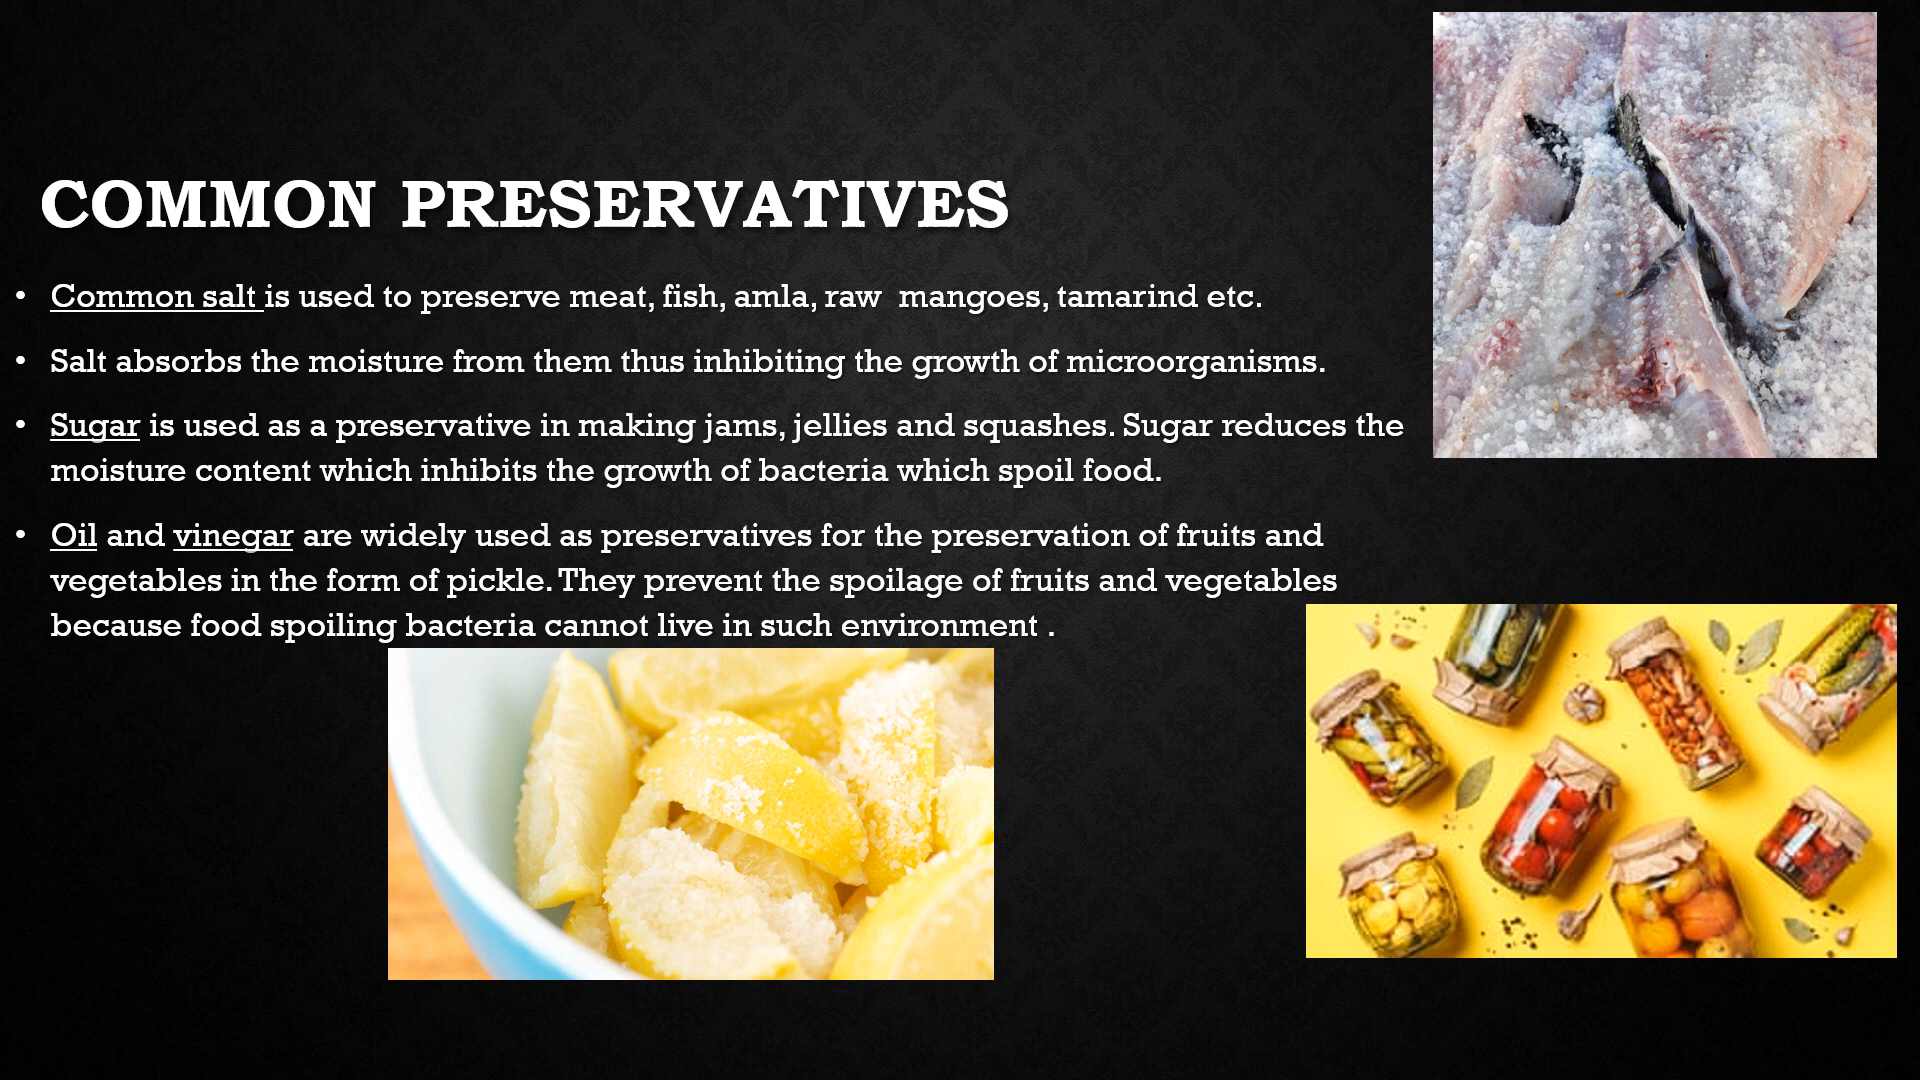 COMMON PRESERVATIVES
• Common salt is used to preserve meat, fish, amla, raw  mangoes, tamarind etc.
• Salt absorbs the moisture from them thus inhibiting the growth of microorganisms.
• Sugar is used as a preservative in making jams, jellies and squashes. Sugar reduces the
moisture content which inhibits the growth of bacteria which spoil food.
• Oil and vinegar are widely used as preservatives for the preservation of fruits and
vegetables in the form of pickle. They prevent the spoilage of fruits and vegetables
because food spoiling bacteria cannot live in such environment .